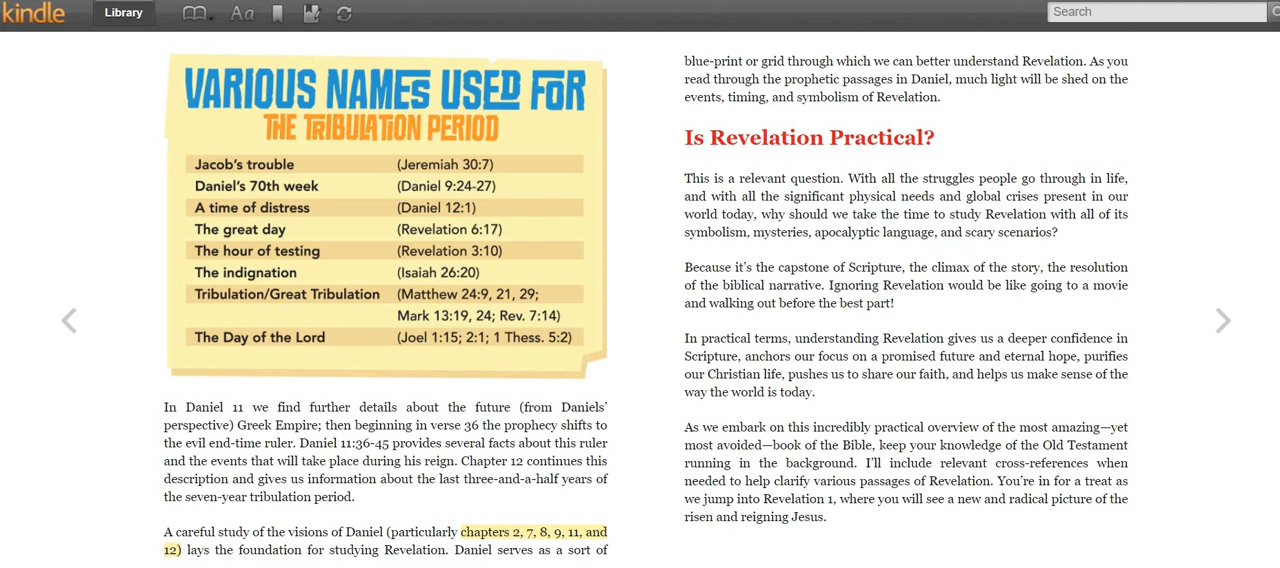 kindle
Library
Aa
Search
VARIOUS NAMES USED FOR
THE TRIBULATION PERIOD
Jacob's trouble (Jeremiah 30:7)
Daniel's 70th week (Daniel 9:24-27)
A time of distress (Daniel 12:1)
The great day (Revelation 6:17)
The hour of testing (Revelation 3:10)
The indignation (Isaiah 26:20)
Tribulation/Great Tribulation (Matthew 24:9, 21, 29;
Mark 13:19, 24; Rev. 7:14)
The Day of the Lord (Joel 1:15; 2:1; 1 Thess. 5:2)
In Daniel 11 we find further details about the future (from Daniels'
perspective) Greek Empire; then beginning in verse 36 the prophecy shifts to
the evil end-time ruler. Daniel 11:36-45 provides several facts about this ruler
and the events that will take place during his reign. Chapter 12 continues this
description and gives us information about the last three-and-a-half years of
the seven-year tribulation period.
A careful study of the visions of Daniel (particularly chapters 2, 7, 8, 9, 11, and
12) lays the foundation for studying Revelation. Daniel serves as a sort of
blue-print or grid through which we can better understand Revelation. As you
read through the prophetic passages in Daniel, much light will be shed on the
events, timing, and symbolism of Revelation.
Is Revelation Practical?
This is a relevant question. With all the struggles people go through in life,
and with all the significant physical needs and global crises present in our
world today, why should we take the time to study Revelation with all of its
symbolism, mysteries, apocalyptic language, and scary scenarios?
Because it's the capstone of Scripture, the climax of the story, the resolution
of the biblical narrative. Ignoring Revelation would be like going to a movie
and walking out before the best part!
In practical terms, understanding Revelation gives us a deeper confidence in
Scripture, anchors our focus on a promised future and eternal hope, purifies
our Christian life, pushes us to share our faith, and helps us make sense of the
way the world is today.
As we embark on this incredibly practical overview of the most amazing—yet
most avoided—book of the Bible, keep your knowledge of the Old Testament
running in the background. I'll include relevant cross-references when
needed to help clarify various passages of Revelation. You're in for a treat as
we jump into Revelation 1, where you will see a new and radical picture of the
risen and reigning Jesus.